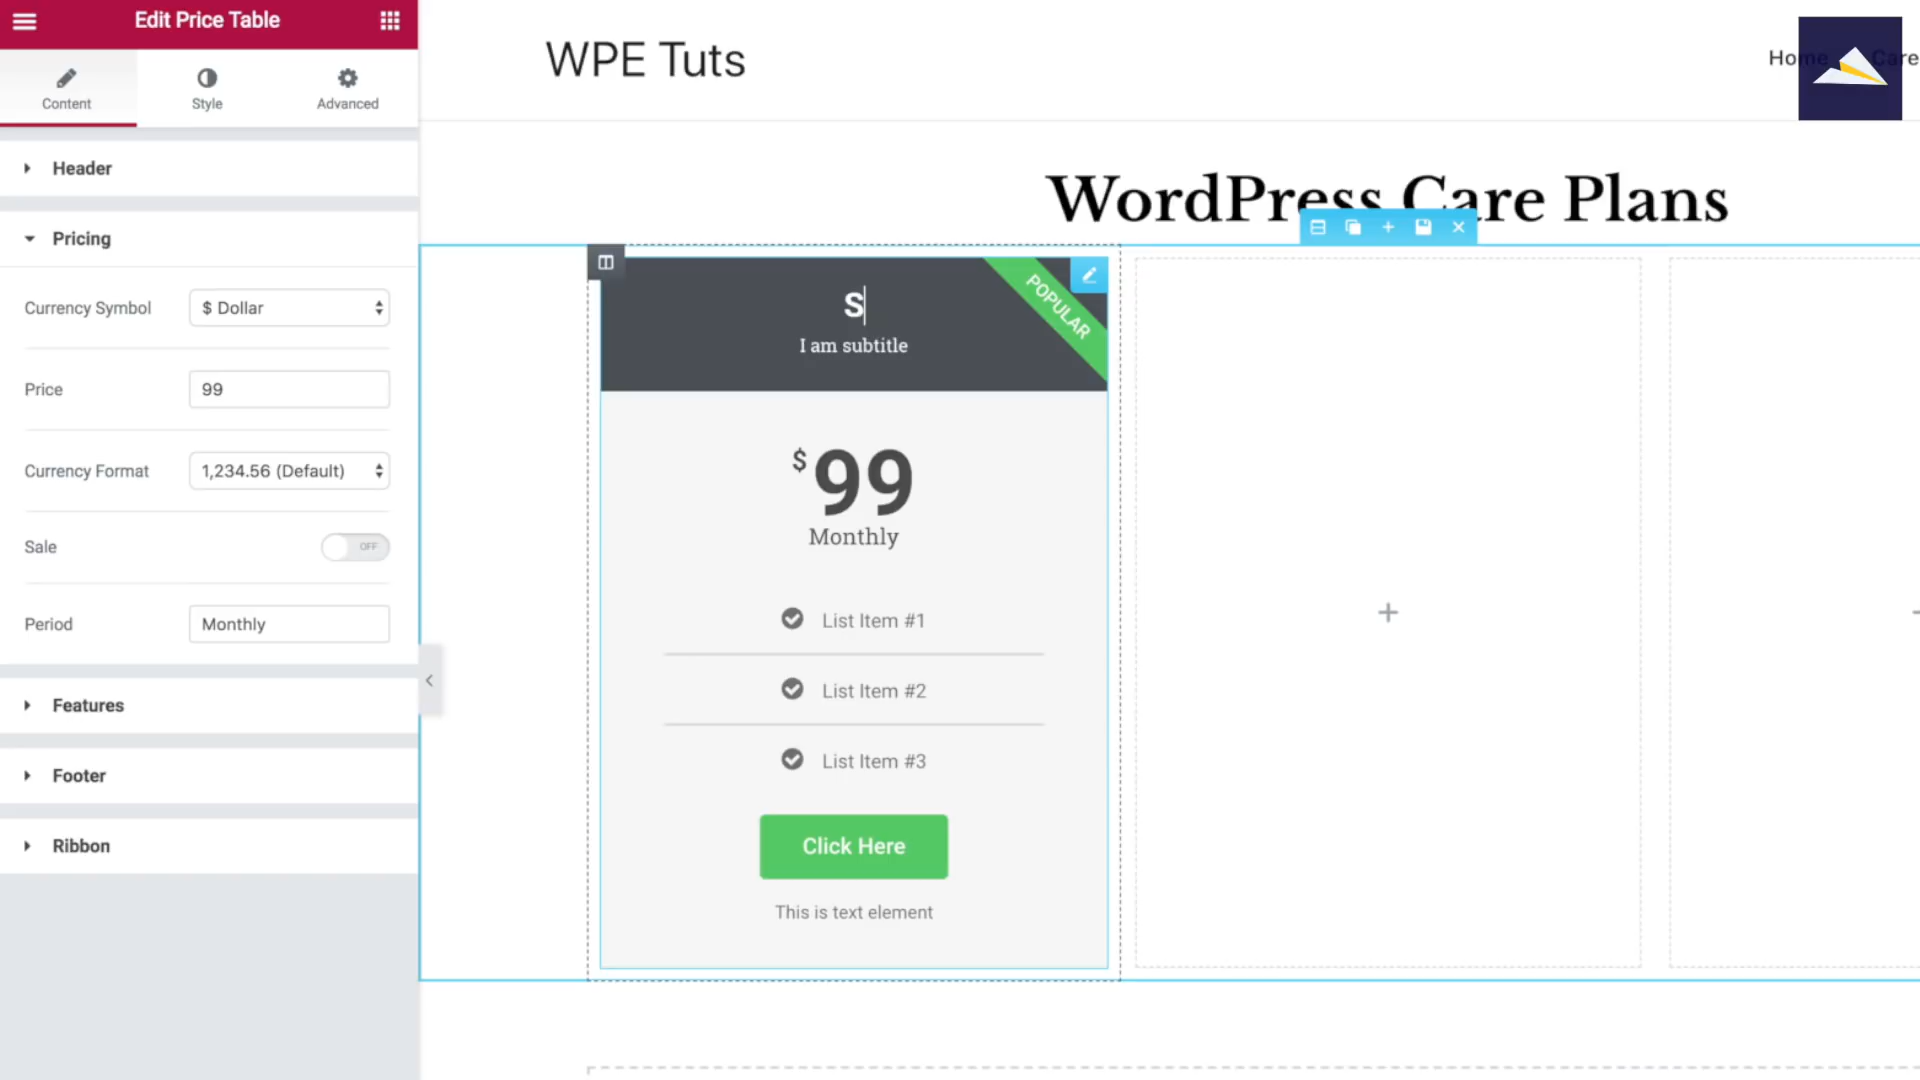 Edit Price Table
Content
Style
Advanced
Header
Pricing
Currency Symbol
$ Dollar
Price
99
Currency Format
1,234.56 (Default)
Sale
OFF
Period
Monthly
Features
Footer
Ribbon
WPE Tuts
Home
Care
WordPress Care Plans
S
I am subtitle
POPULAR
$99
Monthly
List Item #1
List Item #2
List Item #3
Click Here
This is text element